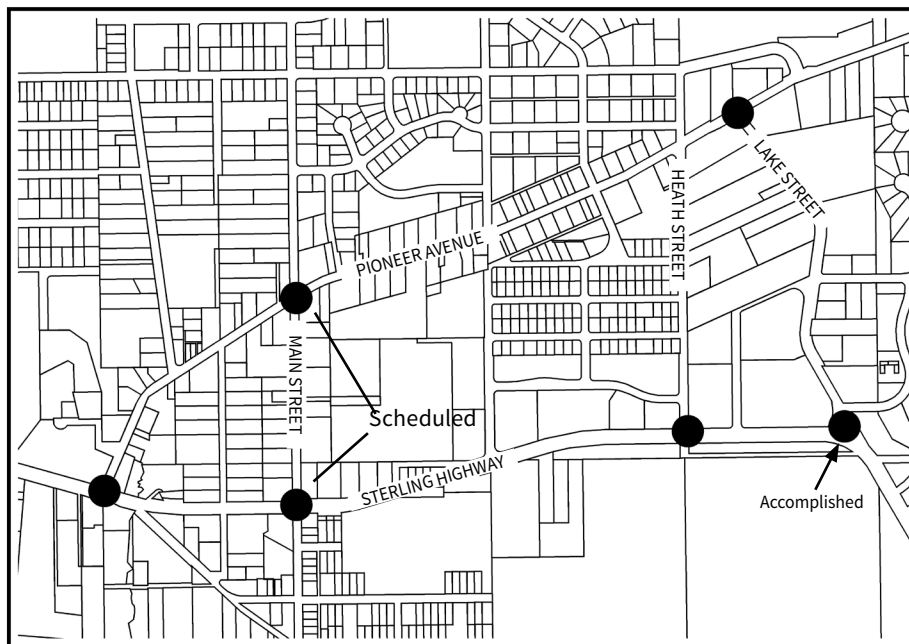 LAKE STREET
HEATH STREET
PIONEER AVENUE
MAIN STREET
Scheduled
STERLING HIGHWAY
Accomplished